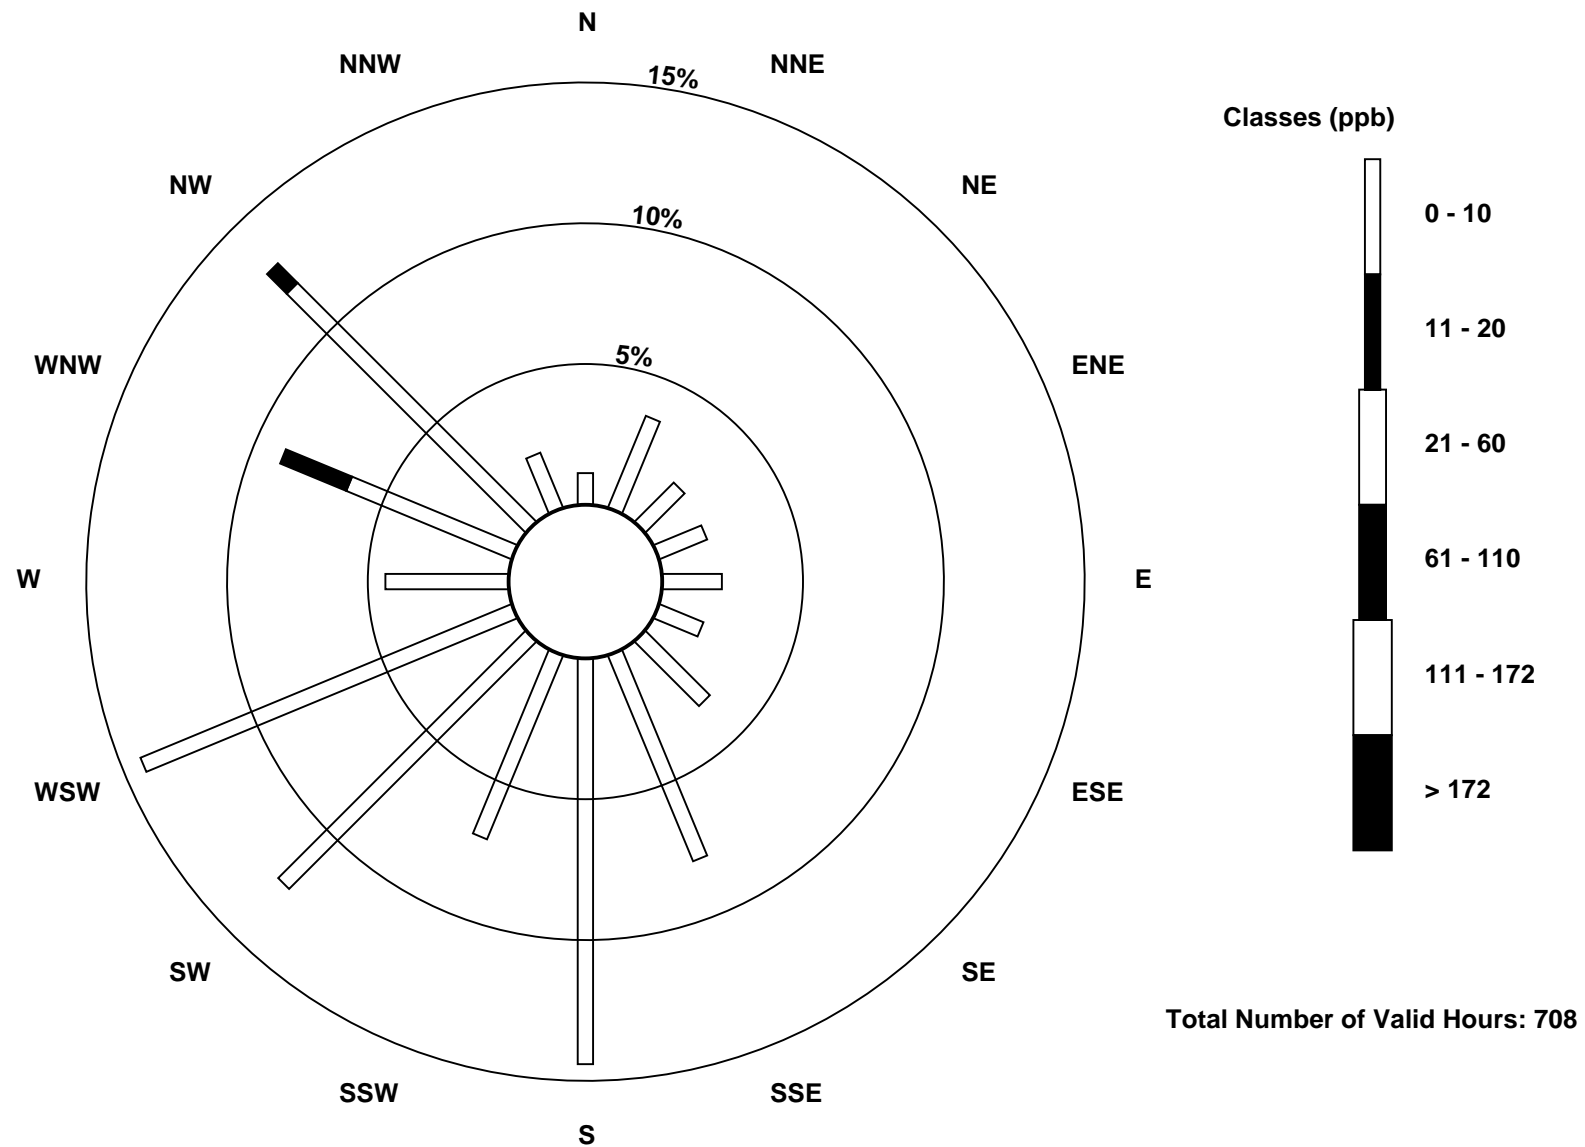 N
NNW
NNE
15%
Classes (ppb)
NW
NE
10%
0 - 10
11 - 20
WNW
5%
ENE
21 - 60
61 - 110
W
E
111 - 172
WSW
ESE
> 172
SW
SE
Total Number of Valid Hours: 708
SSW
SSE
S